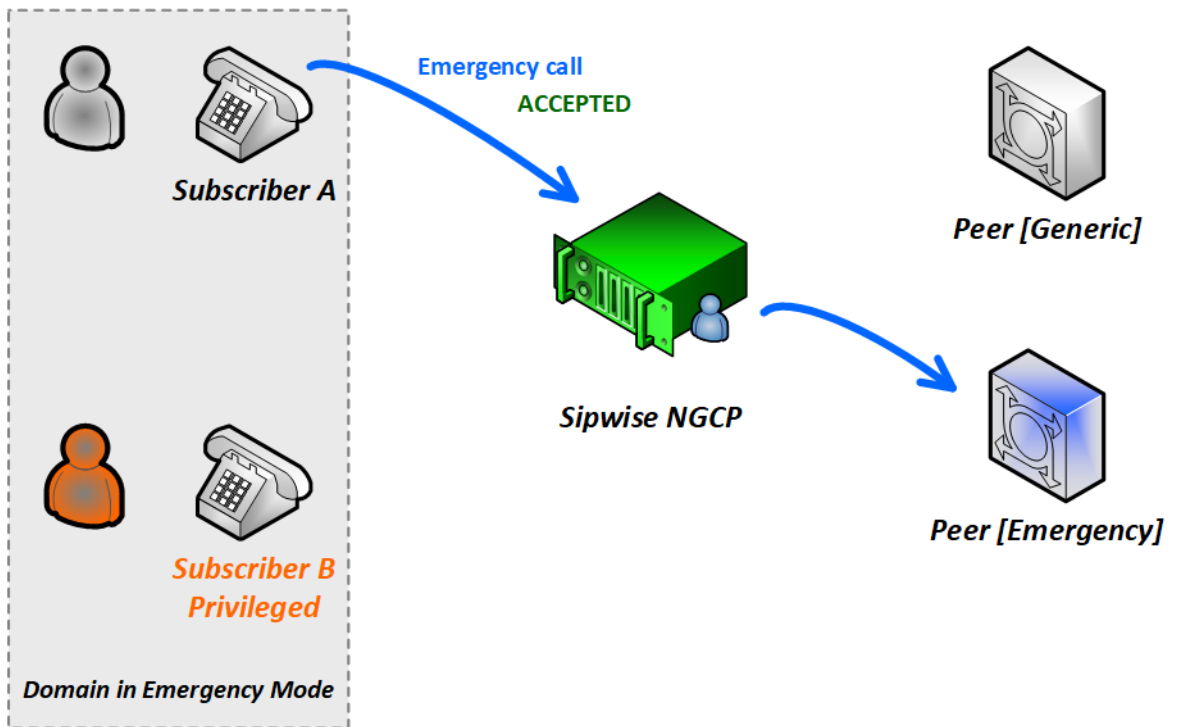 Emergency call
ACCEPTED
Subscriber A
Peer [Generic]
Sipwise NGCP
Peer [Emergency]
Subscriber B
Privileged
Domain in Emergency Mode